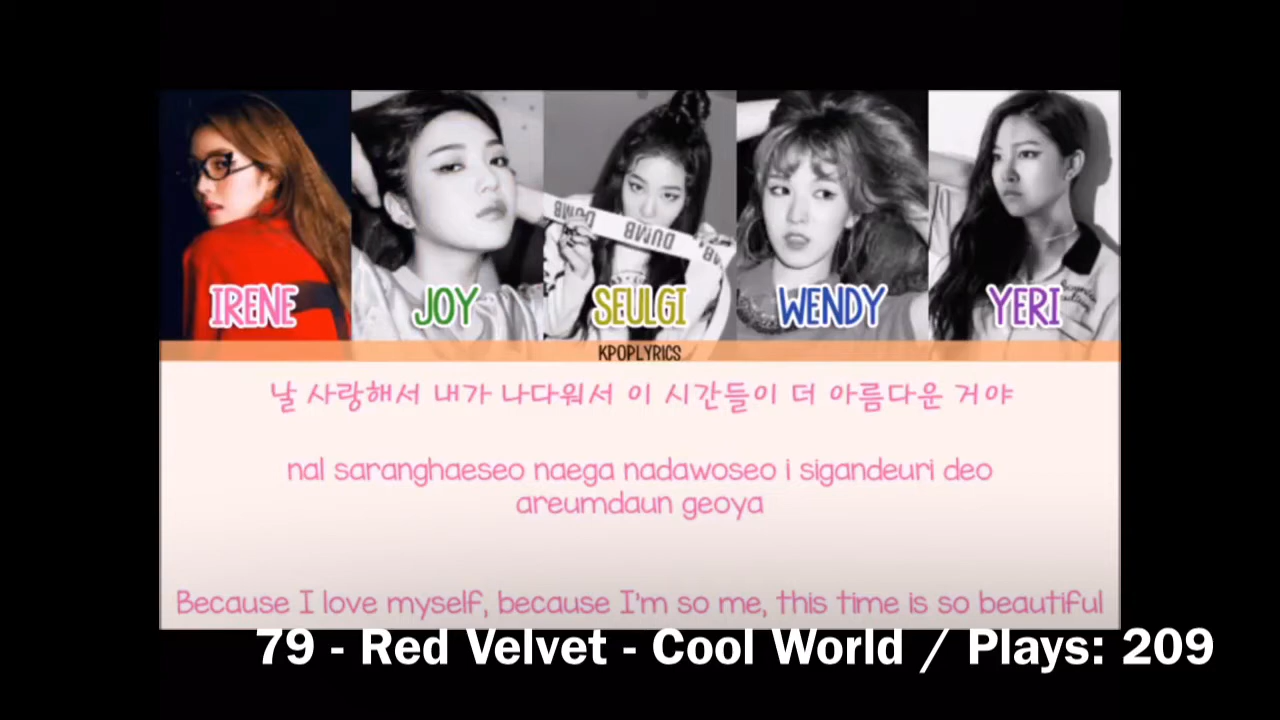 DUMB
DUMB
IRENE
JOY
SEULGI
WENDY
YERI
KPOPLYRICS
날 사랑해서 내가 나다워서 이 시간들이 더 아름다운 거야
nal saranghaeseo naega nadawoseo i sigandeuri deo
areumdaun geoya
Because I love myself, because I'm so me, this time is so beautiful
79 - Red Velvet - Cool World / Plays: 209